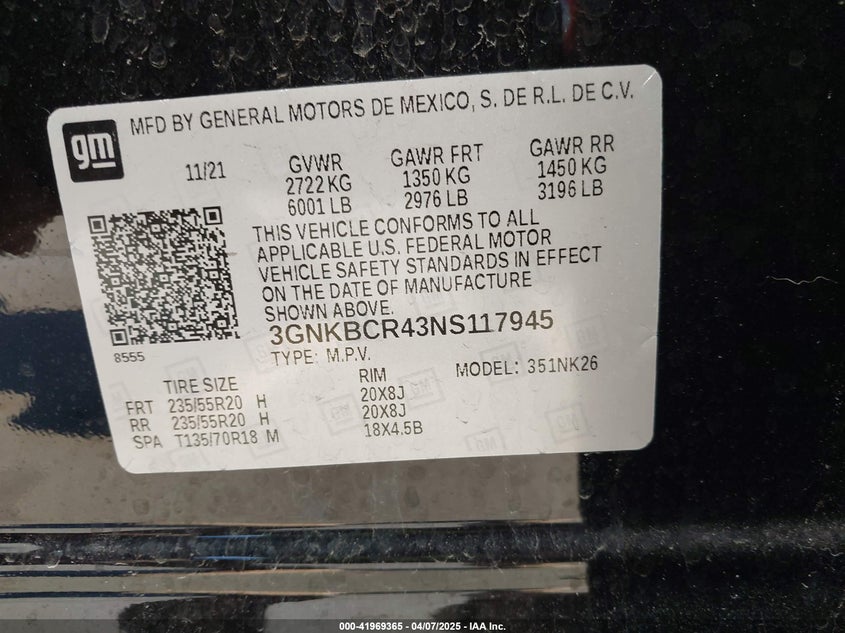 gm
MFD BY GENERAL MOTORS DE MEXICO, S. DE R.L. DE C.V.
11/21
GVWR GAWR FRT GAWR RR
2722 KG 1350 KG 1450 KG
6001 LB 2976 LB 3196 LB
THIS VEHICLE CONFORMS TO ALL
APPLICABLE U.S. FEDERAL MOTOR
VEHICLE SAFETY STANDARDS IN EFFECT
ON THE DATE OF MANUFACTURE
SHOWN ABOVE.
3GNKBCR43NS117945
8555
TYPE: M.P.V. MODEL: 351NK26
TIRE SIZE RIM
FRT 235/55R20 H 20X8J
RR 235/55R20 H 20X8J
SPA T135/70R18 M 18X4.5B
000-41969365 - 04/07/2025 - IAA Inc.